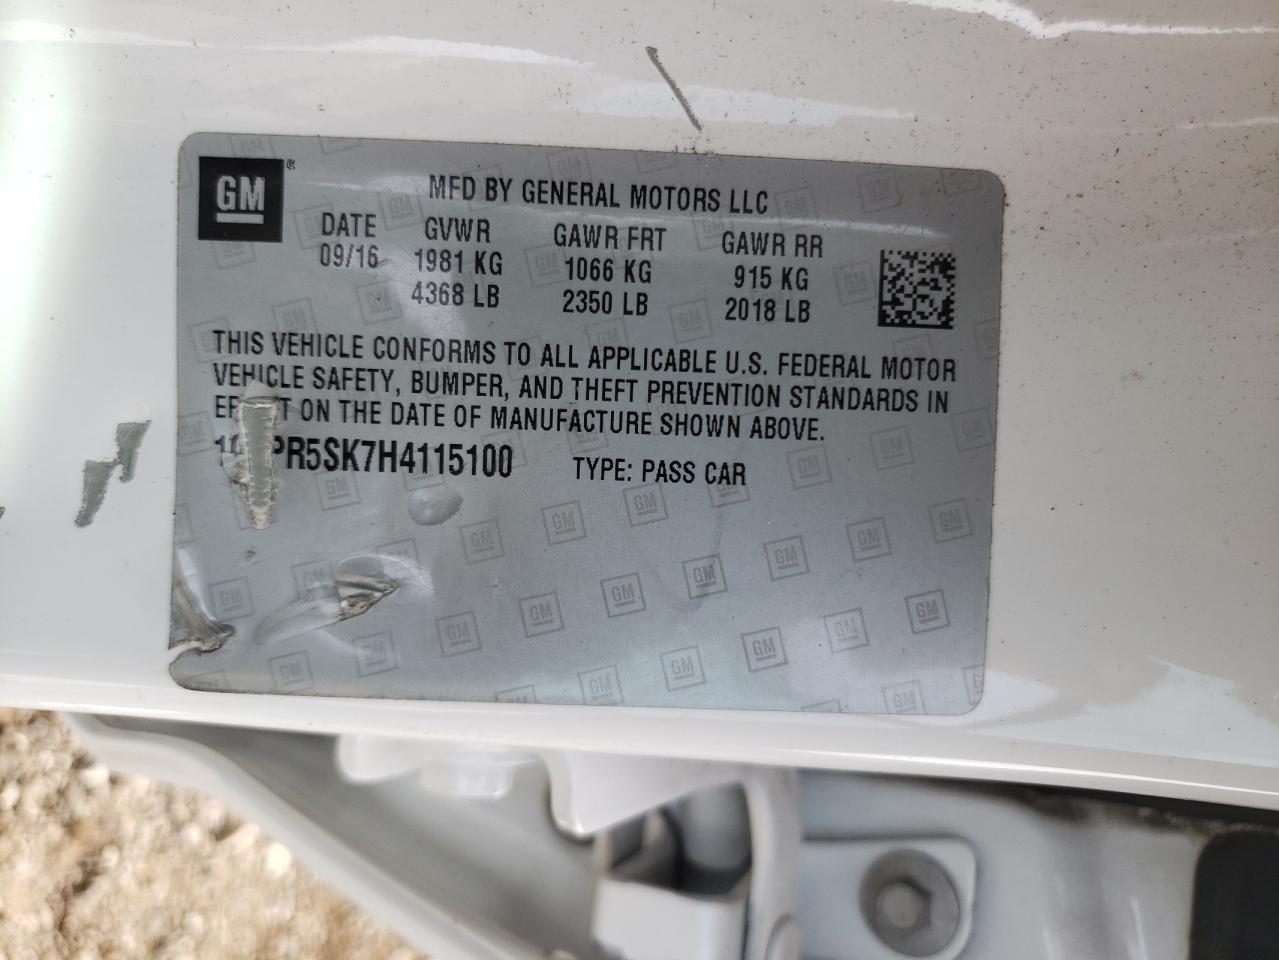 GM ®
MFD BY GENERAL MOTORS LLC
DATE GVWR GAWR FRT GAWR RR
09/16 1981 KG 1066 KG 915 KG
4368 LB 2350 LB 2018 LB
THIS VEHICLE CONFORMS TO ALL APPLICABLE U.S. FEDERAL MOTOR
VEHICLE SAFETY, BUMPER, AND THEFT PREVENTION STANDARDS IN
ON THE DATE OF MANUFACTURE SHOWN ABOVE.
PR5SK7H4115100 TYPE: PASS CAR